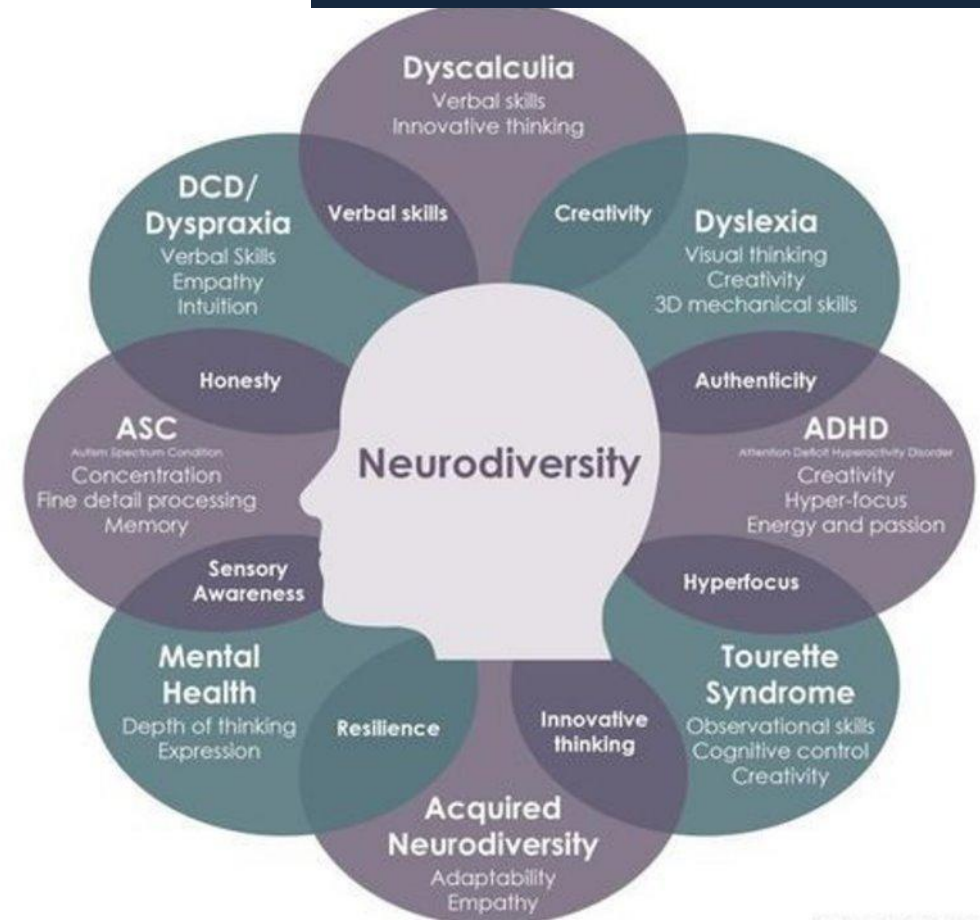 Dyscalculia
Verbal skills
Innovative thinking
Verbal skills
Creativity
DCD/
Dyspraxia
Verbal Skills
Empathy
Intuition
Dyslexia
Visual thinking
Creativity
3D mechanical skills
Honesty
Authenticity
ASC
Autism Spectrum Condition
Concentration
Fine detail processing
Memory
Neurodiversity
ADHD
Attention Deficit Hyperactivity Disorder
Creativity
Hyper-focus
Energy and passion
Sensory
Awareness
Hyperfocus
Mental
Health
Depth of thinking
Expression
Resilience
Innovative
thinking
Tourette
Syndrome
Observational skills
Cognitive control
Creativity
Acquired
Neurodiversity
Adaptability
Empathy